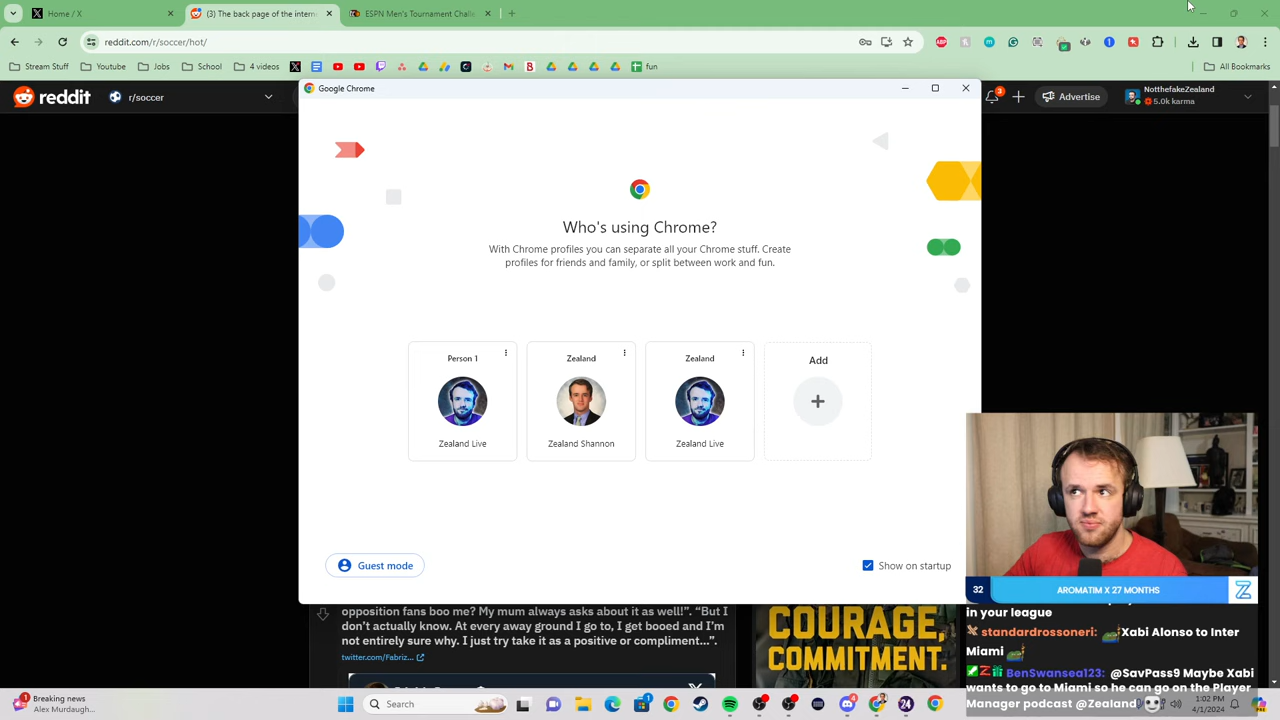 Home / X
(3) The back page of the intern
ESPN Men's Tournament Challe
reddit.com/r/soccer/hot/
Stream Stuff
Youtube
Jobs
School
4 videos
fun
All Bookmarks
reddit
r/soccer
Google Chrome
3
Advertise
NotthefakeZealand
5.0k karma
Who's using Chrome?
With Chrome profiles you can separate all your Chrome stuff. Create
profiles for friends and family, or split between work and fun.
Person 1
Zealand Live
Zealand
Zealand Shannon
Zealand
Zealand Live
Add
Guest mode
Show on startup
32
AROMATIM X 27 MONTHS
Z
in your league
standardrossoneri: Xabi Alonso to Inter
Miami
BenSwansea123: @SavPass9 Maybe Xabi
wants to go to Miami so he can go on the Player
Manager podcast @Zealand
opposition fans boo me? My mum always asks about it as well!”. “But I
don’t actually know. At every away ground I go to, I get booed and I’m
not entirely sure why. I just try take it as a positive or compliment…”.
twitter.com/Fabriz...
COURAGE,
COMMITMENT.
Breaking news
Alex Murdaugh...
Search
1:02 PM
4/1/2024